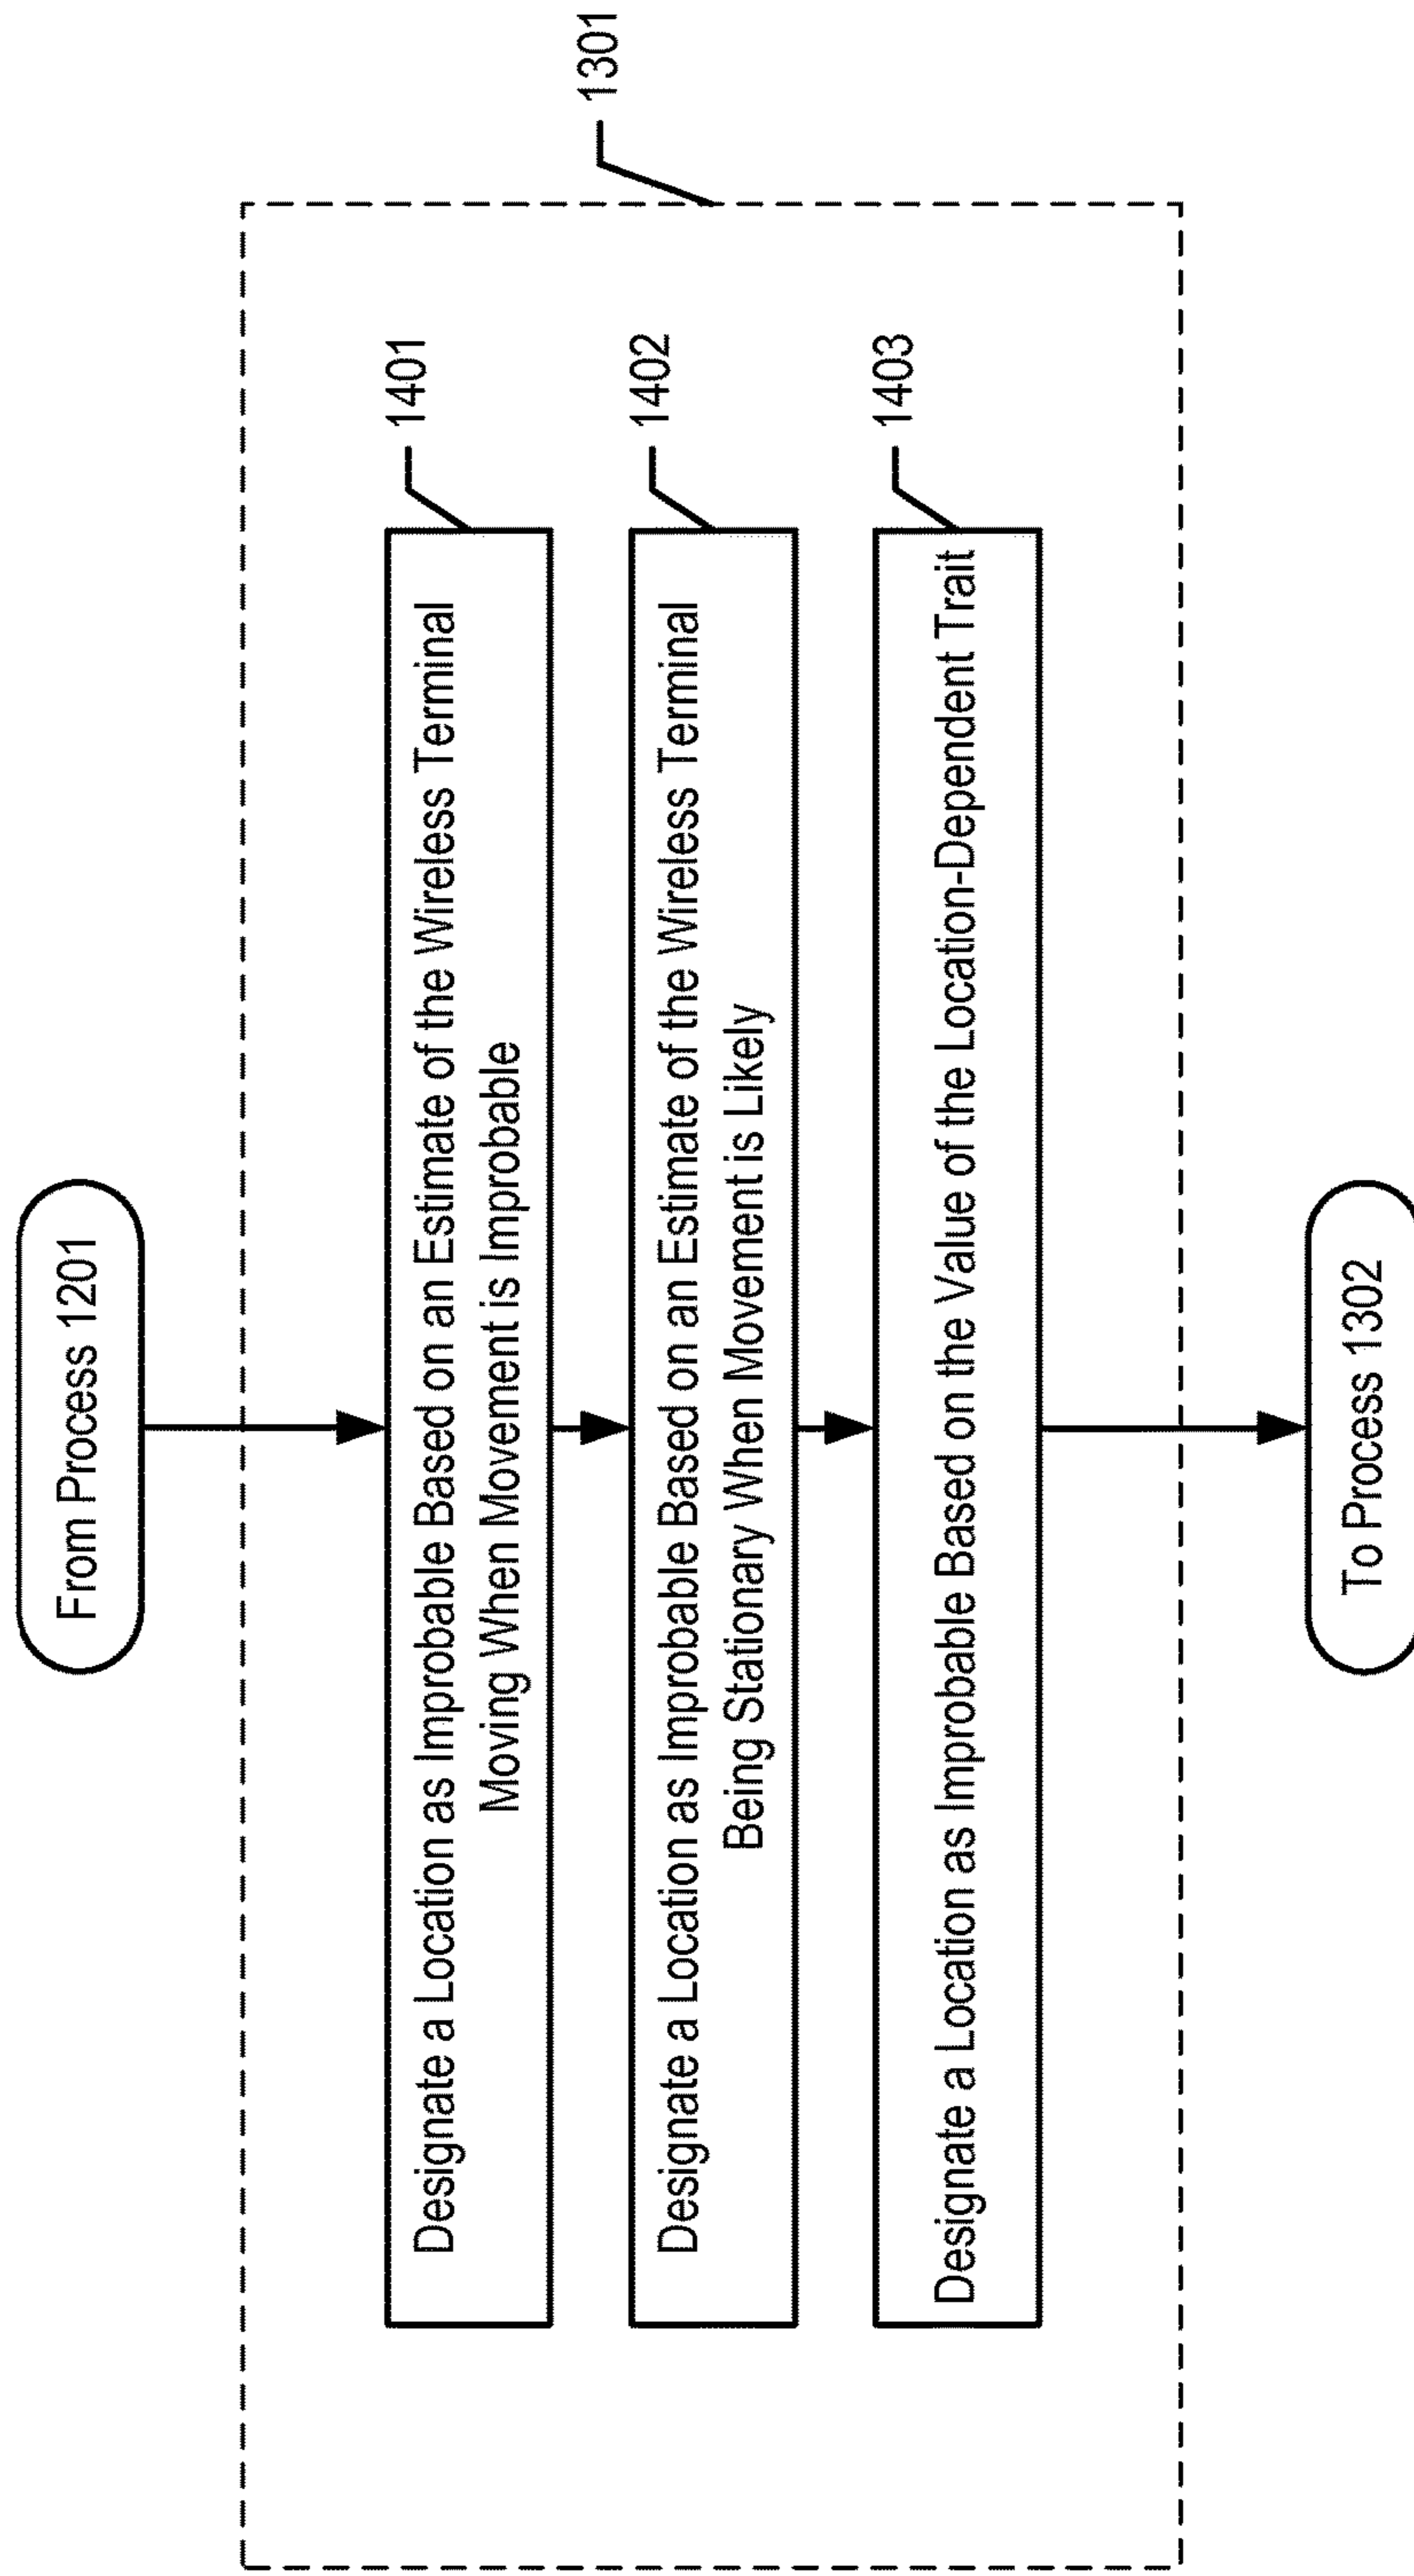 From Process 1201
1301
1401
Designate a Location as Improbable Based on an Estimate of the Wireless Terminal
Moving When Movement is Improbable
1402
Designate a Location as Improbable Based on an Estimate of the Wireless Terminal
Being Stationary When Movement is Likely
1403
Designate a Location as Improbable Based on the Value of the Location-Dependent Trait
To Process 1302